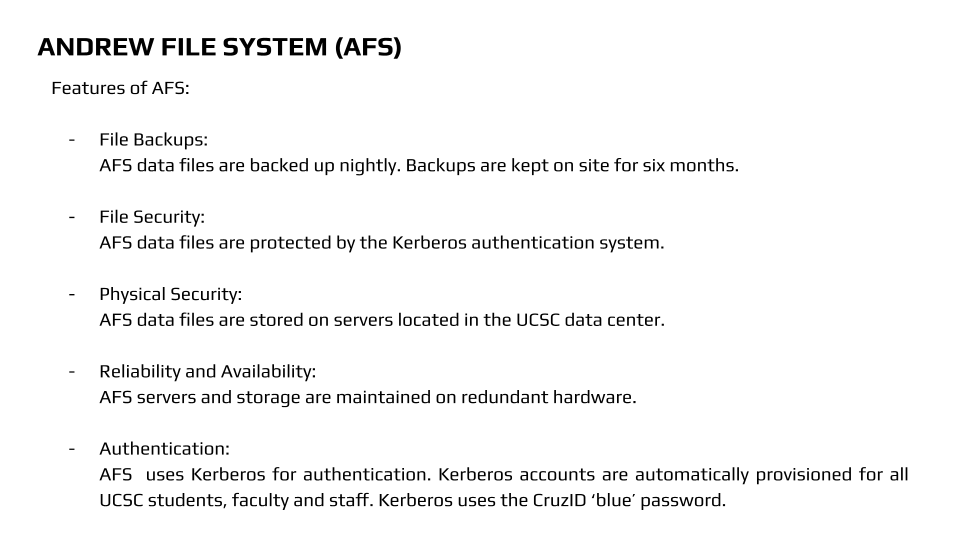 ANDREW FILE SYSTEM (AFS)
Features of AFS:
- File Backups:
AFS data files are backed up nightly. Backups are kept on site for six months.
- File Security:
AFS data files are protected by the Kerberos authentication system.
- Physical Security:
AFS data files are stored on servers located in the UCSC data center.
- Reliability and Availability:
AFS servers and storage are maintained on redundant hardware.
- Authentication:
AFS  uses Kerberos for authentication. Kerberos accounts are automatically provisioned for all
UCSC students, faculty and staff. Kerberos uses the CruzID ‘blue’ password.